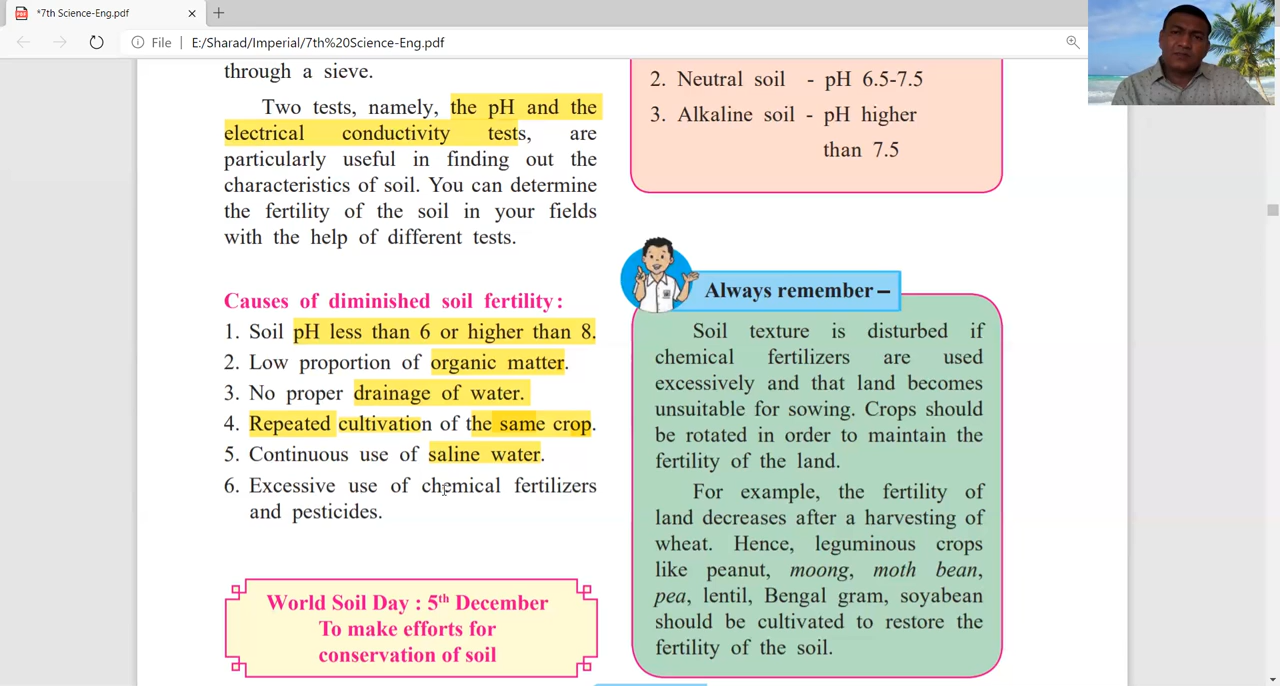 *7th Science-Eng.pdf
File | E:/Sharad/Imperial/7th%20Science-Eng.pdf
through a sieve.
Two tests, namely, the pH and the
electrical conductivity tests, are
particularly useful in finding out the
characteristics of soil. You can determine
the fertility of the soil in your fields
with the help of different tests.
Causes of diminished soil fertility :
1. Soil pH less than 6 or higher than 8.
2. Low proportion of organic matter.
3. No proper drainage of water.
4. Repeated cultivation of the same crop.
5. Continuous use of saline water.
6. Excessive use of chemical fertilizers
and pesticides.
World Soil Day : 5th December
To make efforts for
conservation of soil
2. Neutral soil - pH 6.5-7.5
3. Alkaline soil - pH higher
than 7.5
Always remember –
Soil texture is disturbed if
chemical fertilizers are used
excessively and that land becomes
unsuitable for sowing. Crops should
be rotated in order to maintain the
fertility of the land.
For example, the fertility of
land decreases after a harvesting of
wheat. Hence, leguminous crops
like peanut, moong, moth bean,
pea, lentil, Bengal gram, soyabean
should be cultivated to restore the
fertility of the soil.